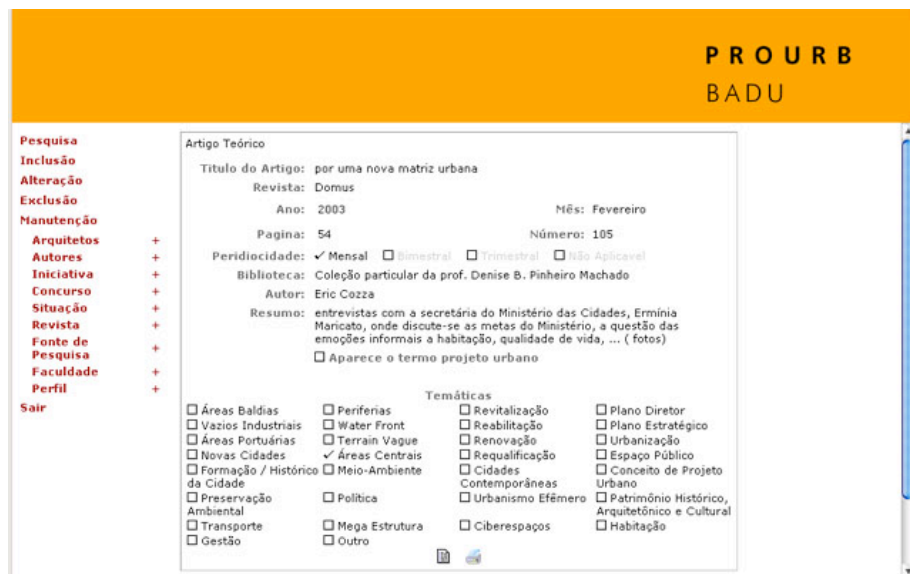 PROURB
BADU
Pesquisa
Inclusão
Alteração
Exclusão
Manutenção
Arquitetos +
Autores +
Iniciativa +
Concurso +
Situação +
Revista +
Fonte de
Pesquisa +
Faculdade +
Perfil +
Sair
Artigo Teórico
Titulo do Artigo: por uma nova matriz urbana
Revista: Domus
Ano: 2003 Mês: Fevereiro
Pagina: 54 Número: 105
Peridiocidade: Mensal Bimestral Trimestral Não Aplicavel
Biblioteca: Coleção particular da prof. Denise B. Pinheiro Machado
Autor: Eric Cozza
Resumo: entrevistas com a secretária do Ministério das Cidades, Ermínia
Maricato, onde discute-se as metas do Ministério, a questão das
emoções informais a habitação, qualidade de vida, ... ( fotos)
Aparece o termo projeto urbano
Temáticas
Áreas Baldias Periferias Revitalização Plano Diretor
Vazios Industriais Water Front Reabilitação Plano Estratégico
Áreas Portuárias Terrain Vague Renovação Urbanização
Novas Cidades Áreas Centrais Requalificação Espaço Público
Formação / Histórico Meio-Ambiente Cidades Conceito de Projeto
da Cidade Contemporâneas Urbano
Preservação Política Urbanismo Efêmero Patrimônio Histórico,
Ambiental Arquitetônico e Cultural
Transporte Mega Estrutura Ciberespaços Habitação
Gestão Outro